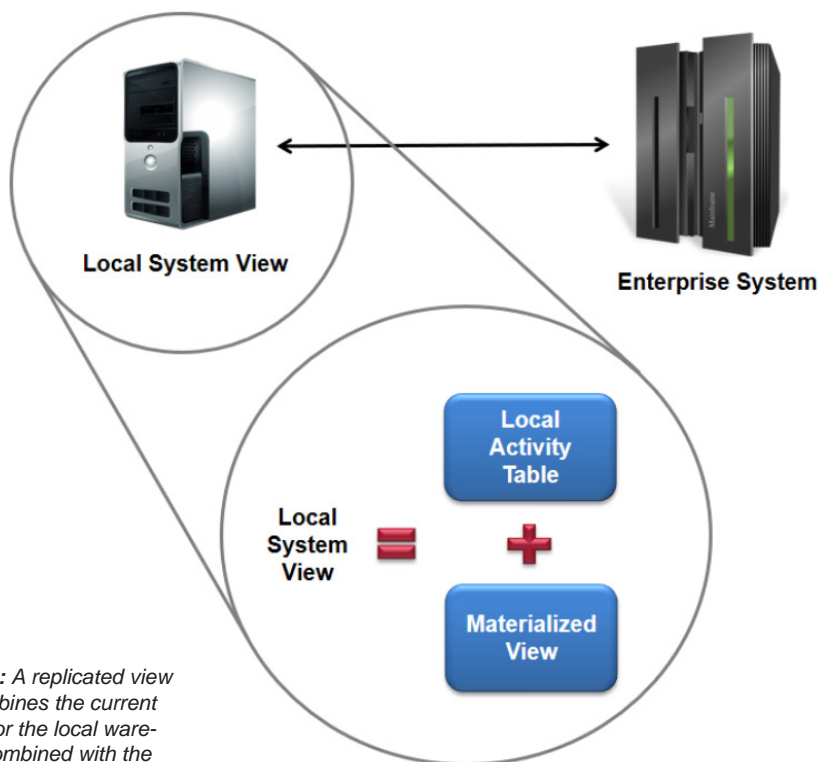 Local System View
Enterprise System
Mainframe
Local
Activity
Table
Local
System
View
Materialized
View
: A replicated view
bines the current
or the local ware-
ombined with the